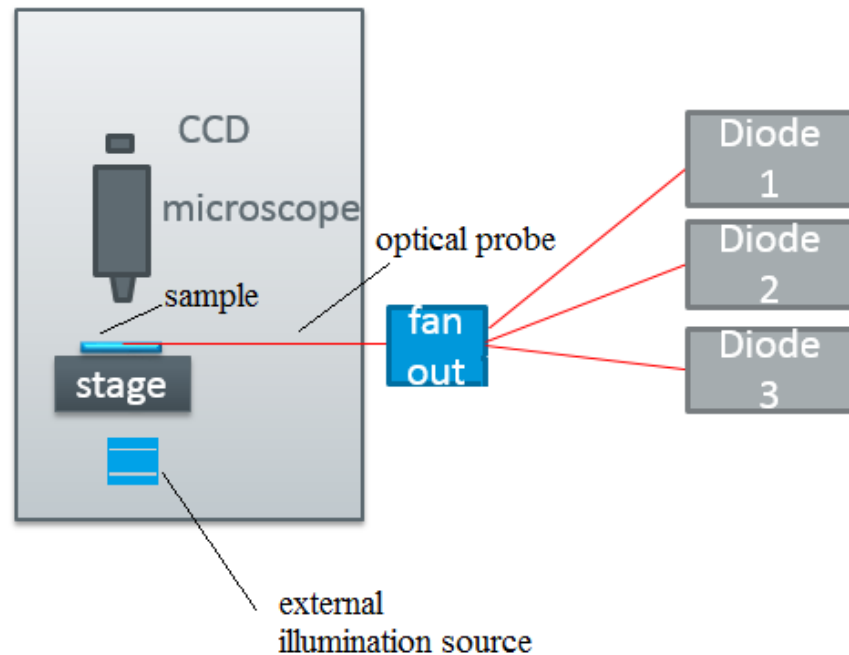 CCD
microscope
optical probe
sample
stage
external
illumination source
fan
out
Diode
1
Diode
2
Diode
3